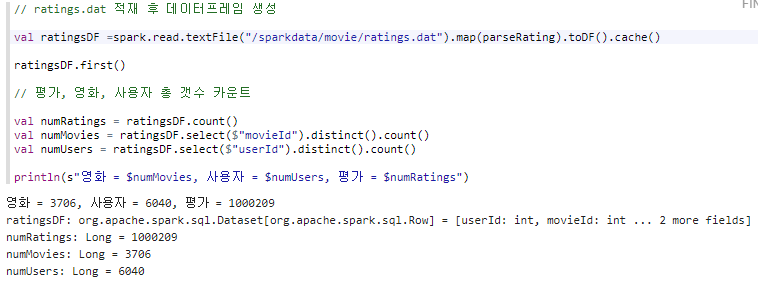 // ratings.dat 적재 후 데이터프레임 생성
FIN
val ratingsDF =spark.read.textFile("/sparkdata/movie/ratings.dat").map(parseRating).toDF().cache()
ratingsDF.first()
// 평가, 영화, 사용자 총 갯수 카운트
val numRatings = ratingsDF.count()
val numMovies = ratingsDF.select($"movieId").distinct().count()
val numUsers = ratingsDF.select($"userId").distinct().count()
println(s"영화 = $numMovies, 사용자 = $numUsers, 평가 = $numRatings")
영화 = 3706, 사용자 = 6040, 평가 = 1000209
ratingsDF: org.apache.spark.sql.Dataset[org.apache.spark.sql.Row] = [userId: int, movieId: int ... 2 more fields]
numRatings: Long = 1000209
numMovies: Long = 3706
numUsers: Long = 6040